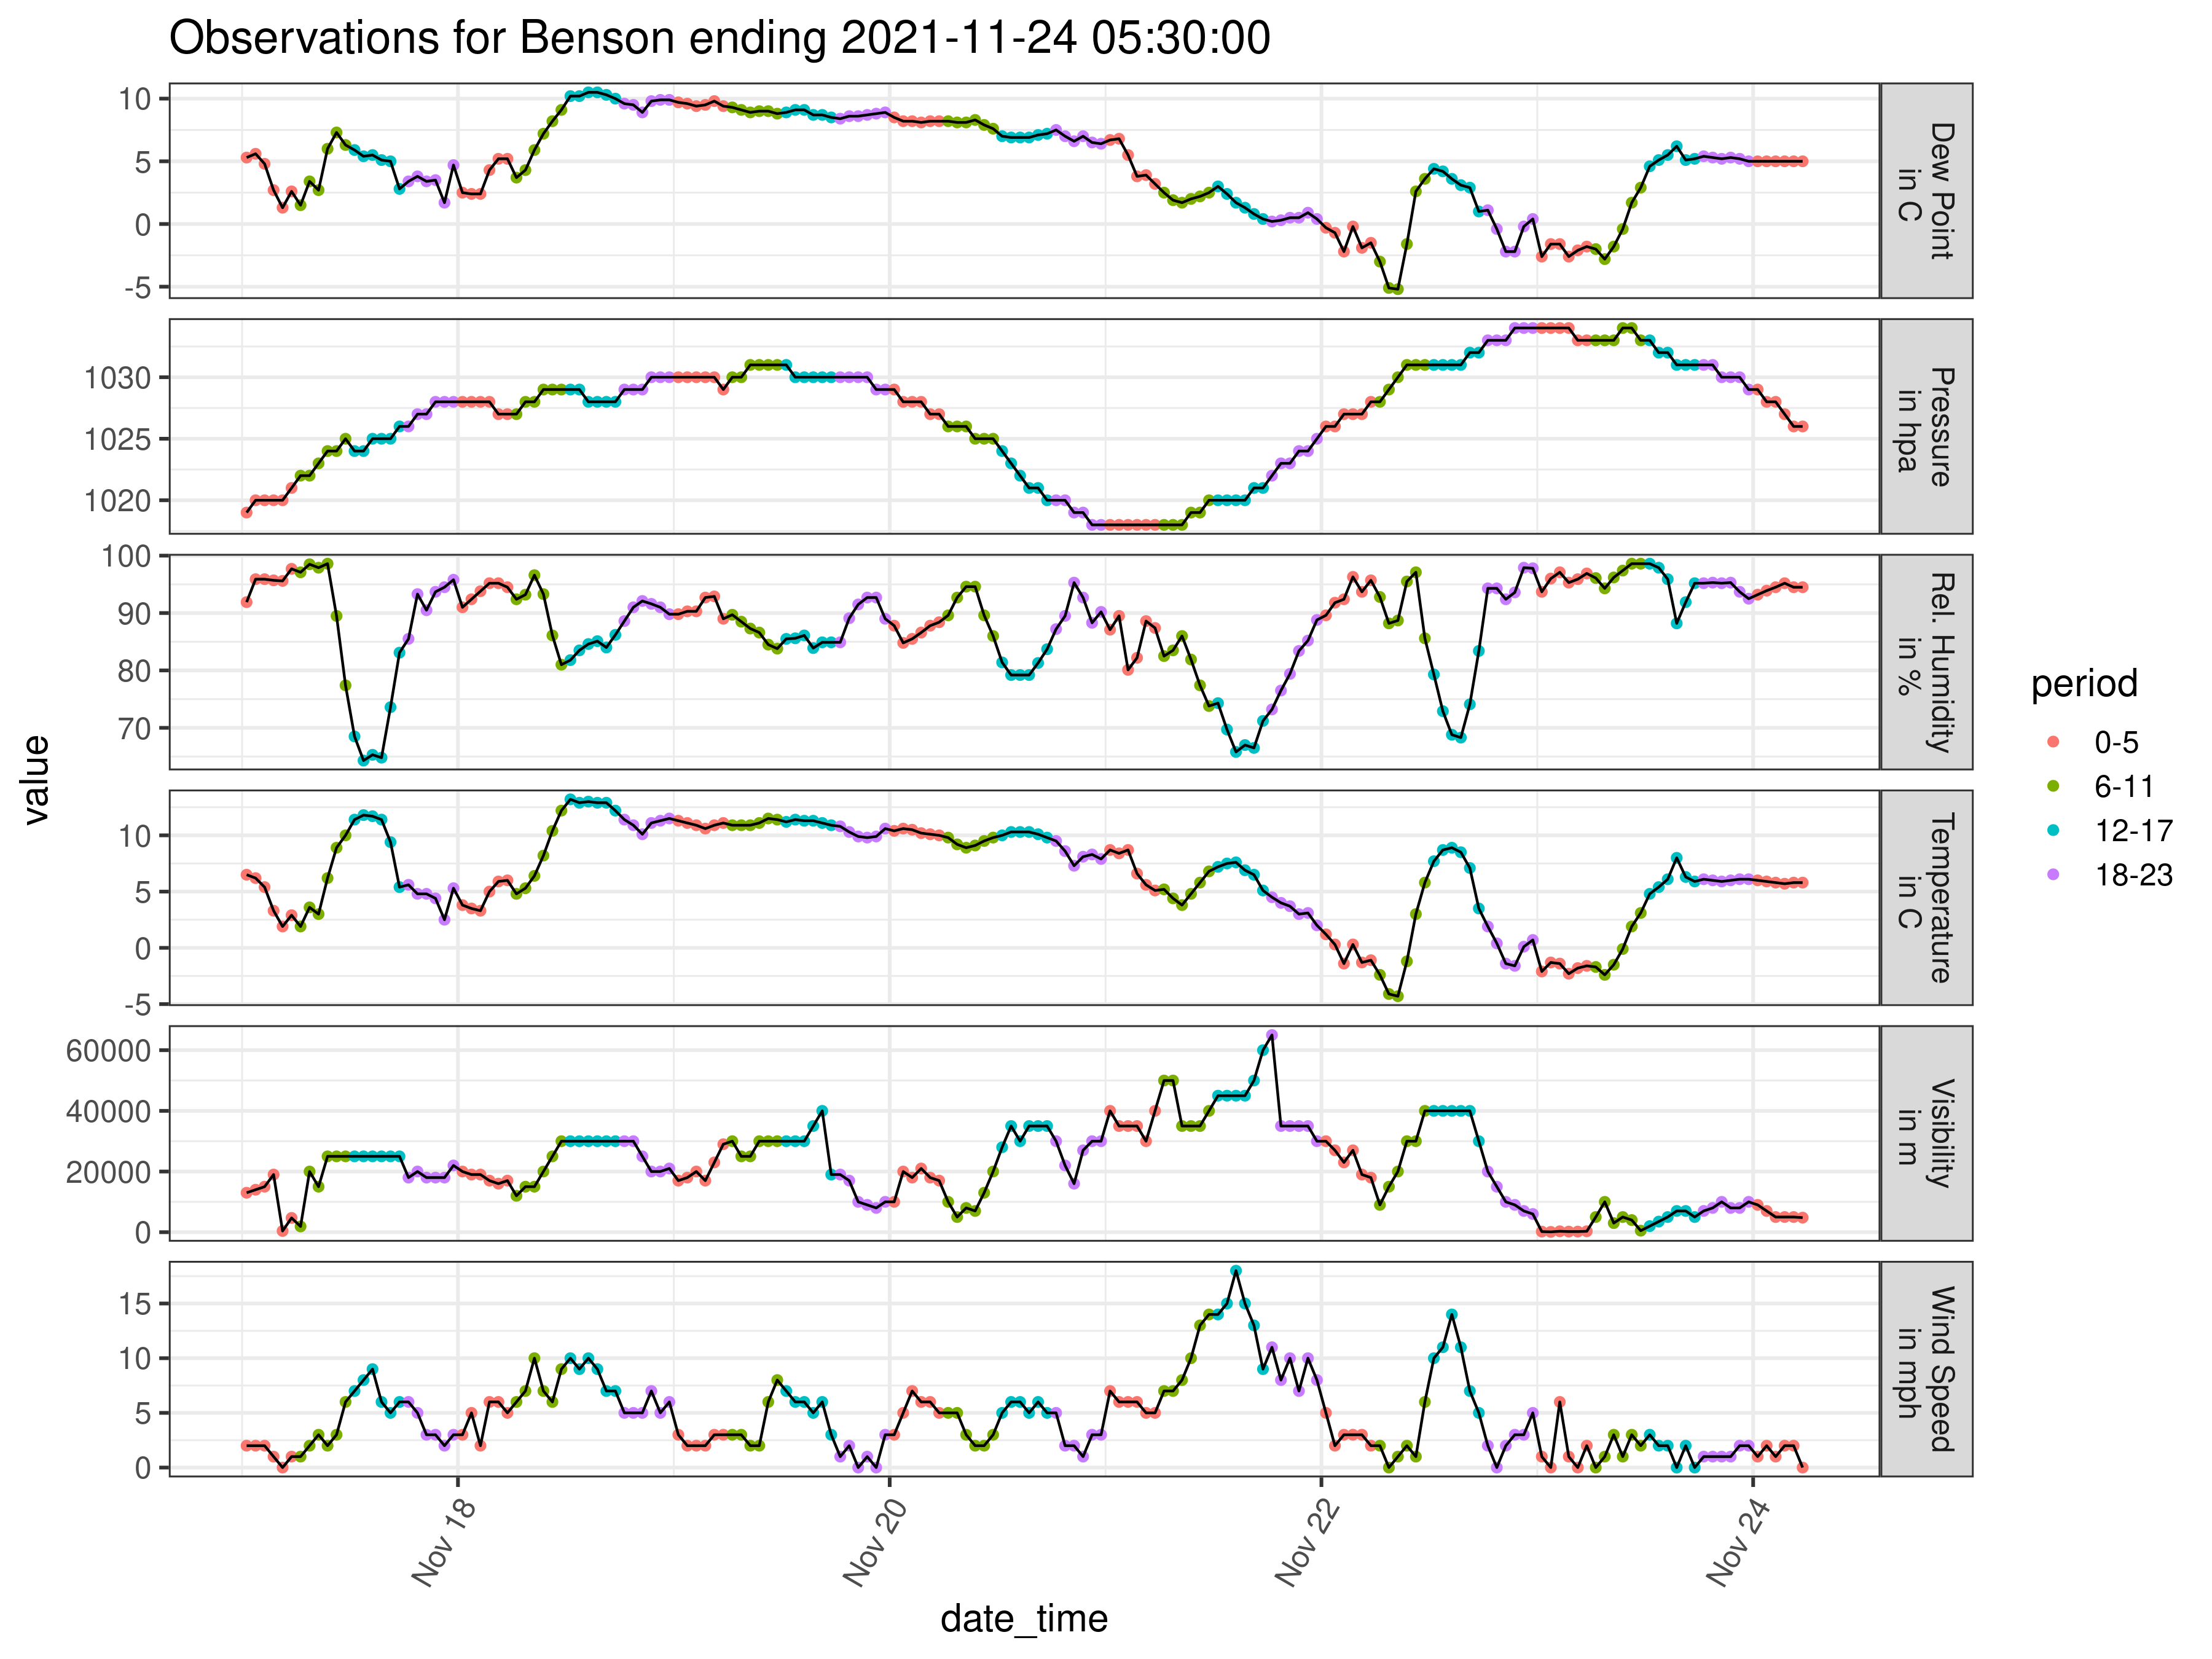 Observations for Benson ending 2021-11-24 05:30:00
value
10
5
0
-5
Dew Point
in C
1030
1025
1020
Pressure
in hpa
100
90
80
70
Rel. Humidity
in %
10
5
0
-5
Temperature
in C
60000
40000
20000
0
Visibility
in m
15
10
5
0
Wind Speed
in mph
Nov 18
Nov 20
Nov 22
Nov 24
date_time
period
0-5
6-11
12-17
18-23